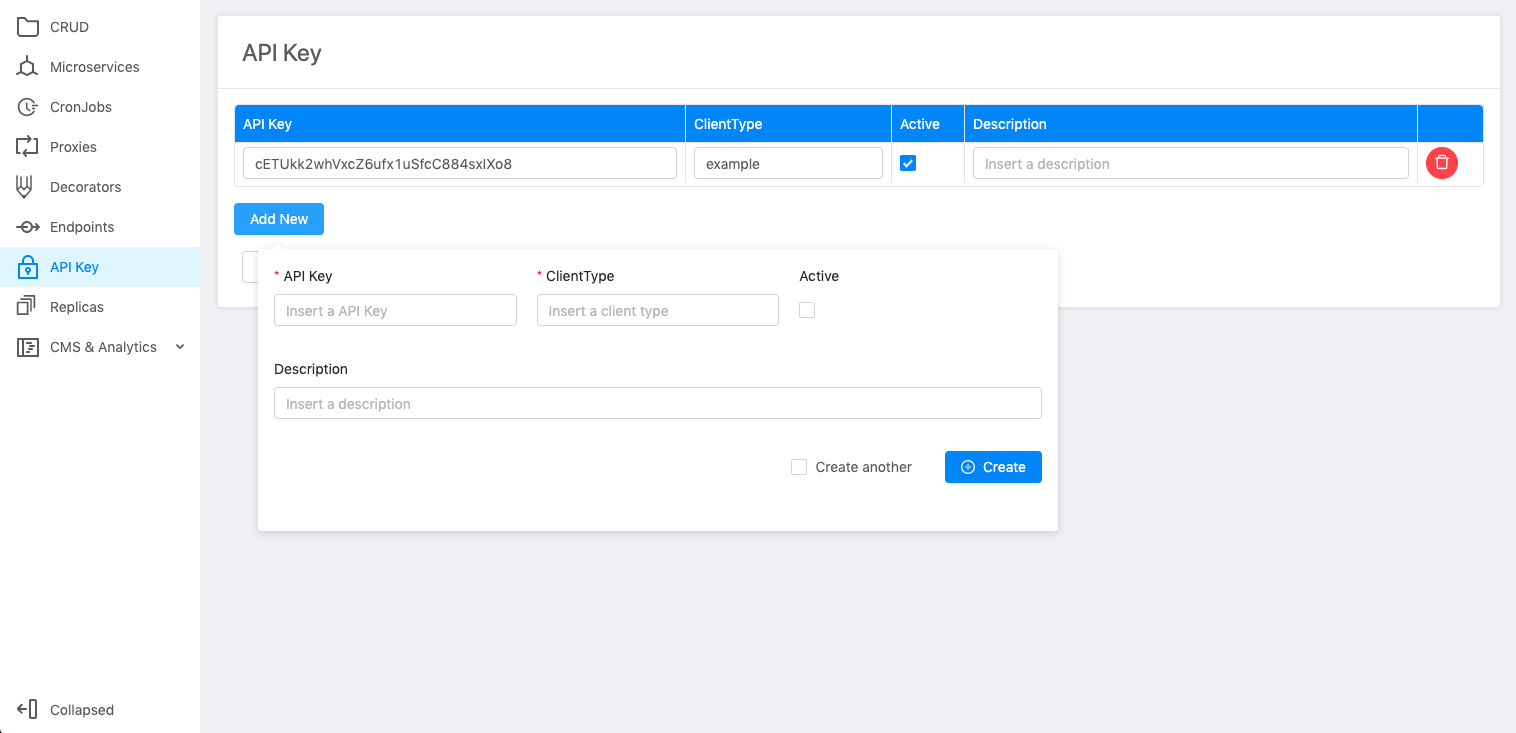 CRUD
Microservices
CronJobs
Proxies
Decorators
Endpoints
API Key
Replicas
CMS & Analytics
Collapsed
API Key
API Key ClientType Active Description
cETUkk2whVxcZ6ufx1uSfcC884sxlXo8 example Insert a description
Add New
* API Key * ClientType Active
Insert a API Key Insert a client type
Description
Insert a description
Create another Create